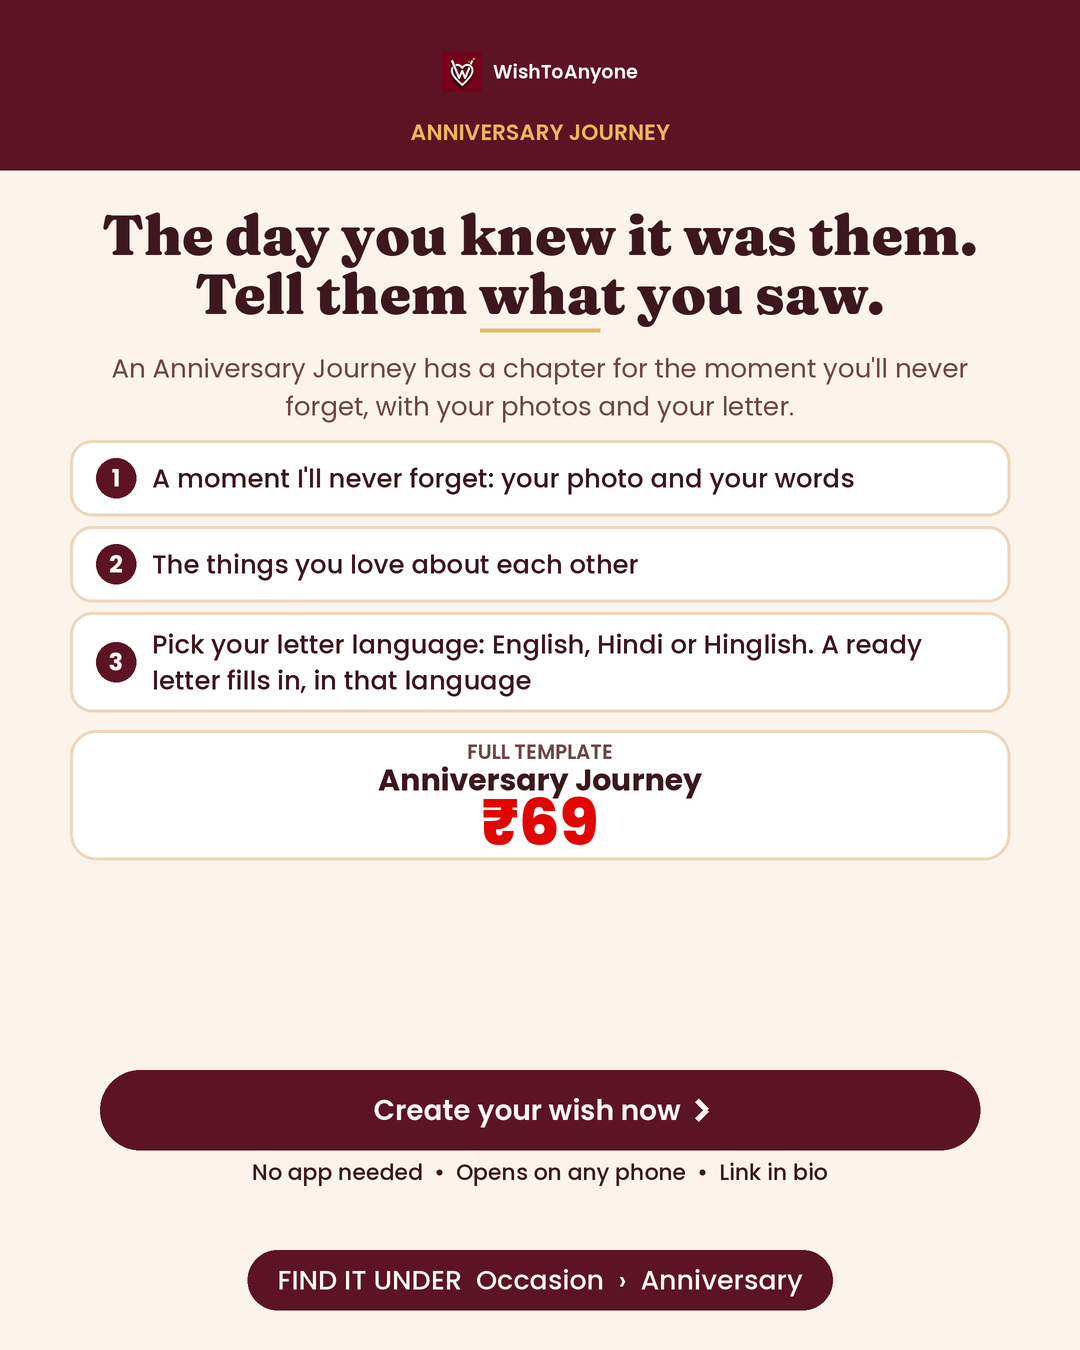 WishToAnyone
ANNIVERSARY JOURNEY
The day you knew it was them.
Tell them what you saw.
An Anniversary Journey has a chapter for the moment you'll never
forget, with your photos and your letter.
1 A moment I'll never forget: your photo and your words
2 The things you love about each other
3 Pick your letter language: English, Hindi or Hinglish. A ready
letter fills in, in that language
FULL TEMPLATE
Anniversary Journey
₹69
Create your wish now ›
No app needed • Opens on any phone • Link in bio
FIND IT UNDER Occasion › Anniversary